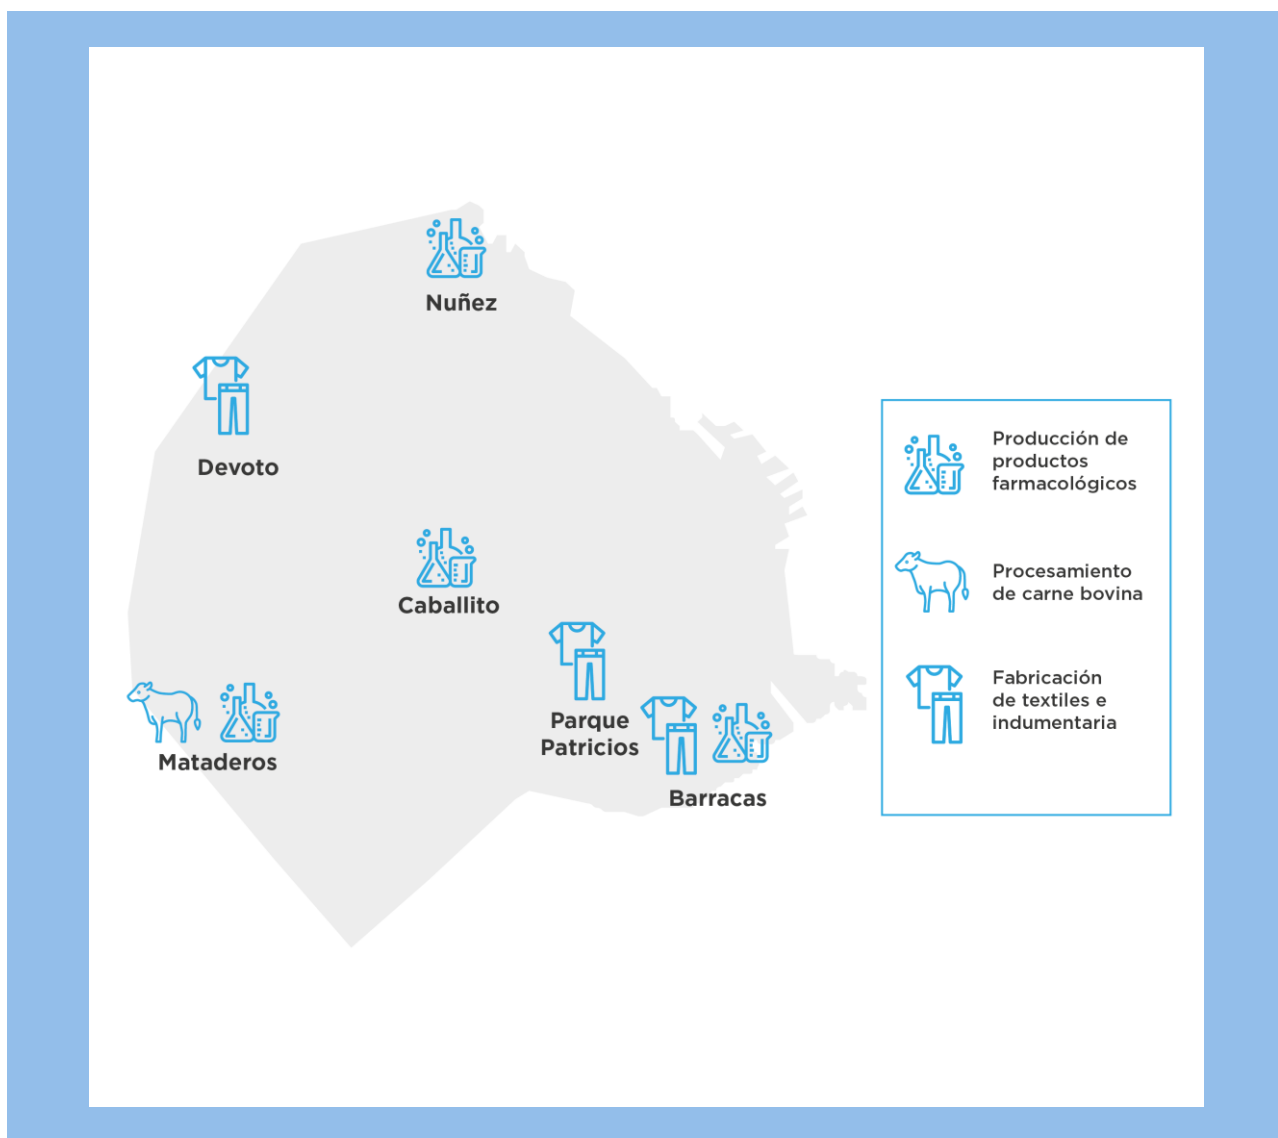 Nuñez
Devoto
Caballito
Parque
Patricios
Mataderos
Barracas
Producción de
productos
farmacológicos
Procesamiento
de carne bovina
Fabricación
de textiles e
indumentaria